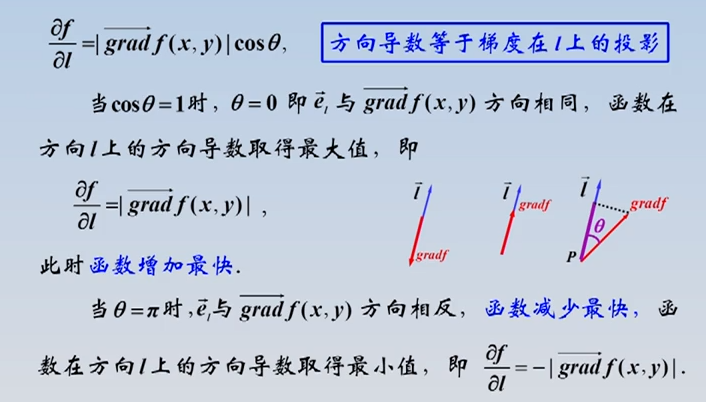 ∂f/∂l=|grad f(x,y)|cosθ, 方向导数等于梯度在l上的投影
当cosθ=1时, θ=0 即 e⃗ₗ 与 grad f(x,y) 方向相同, 函数在
方向l上的方向导数取得最大值, 即
∂f/∂l=|grad f(x,y)|,
l⃗ gradf
l⃗ gradf
l⃗ gradf θ P
此时函数增加最快.
当θ=π时,e⃗ₗ与 grad f(x,y) 方向相反, 函数减少最快, 函
数在方向l上的方向导数取得最小值, 即 ∂f/∂l=-|grad f(x,y)|.